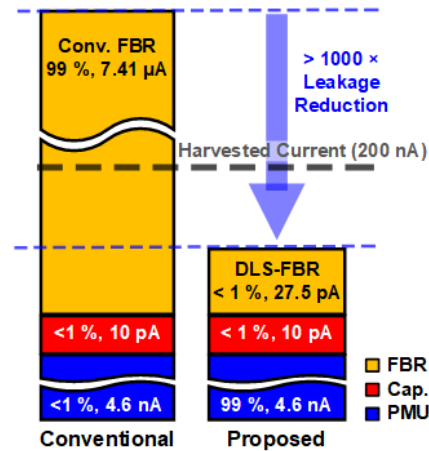 Conv. FBR
99 %, 7.41 µA
> 1000 ×
Leakage
Reduction
Harvested Current (200 nA)
DLS-FBR
< 1 %, 27.5 pA
<1 %, 10 pA
< 1 %, 10 pA
<1 %, 4.6 nA
99 %, 4.6 nA
FBR
Cap.
PMU
Conventional
Proposed